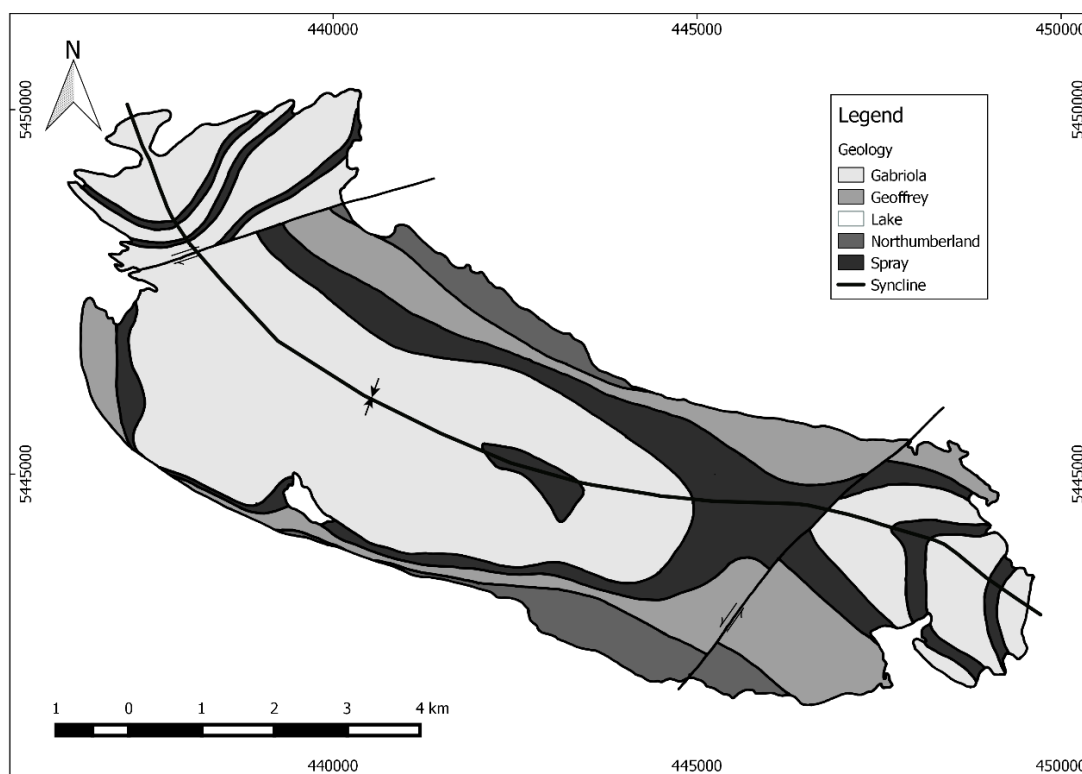 440000
445000
450000
N
5450000
5450000
Legend
Geology
Gabriola
Geoffrey
Lake
Northumberland
Spray
Syncline
5445000
5445000
1 0 1 2 3 4 km
440000
445000
450000